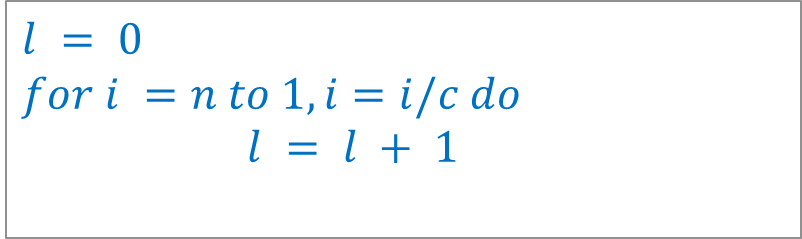 l = 0
for i = n to 1, i = i/c do
l = l + 1